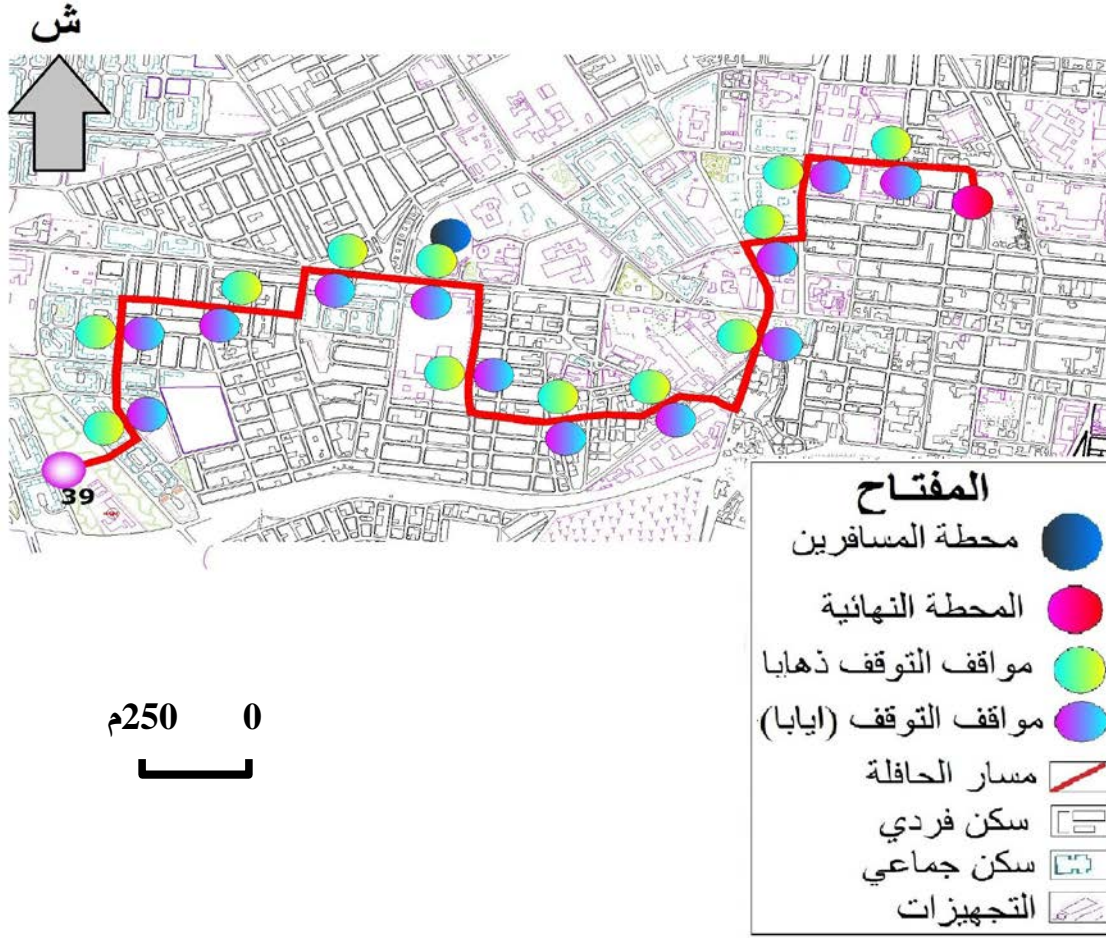 ش
39
المفتاح
محطة المسافرين
المحطة النهائية
مواقف التوقف ذهابا
مواقف التوقف (ايابا)
مسار الحافلة
سكن فردي
سكن جماعي
التجهيزات
250م 0